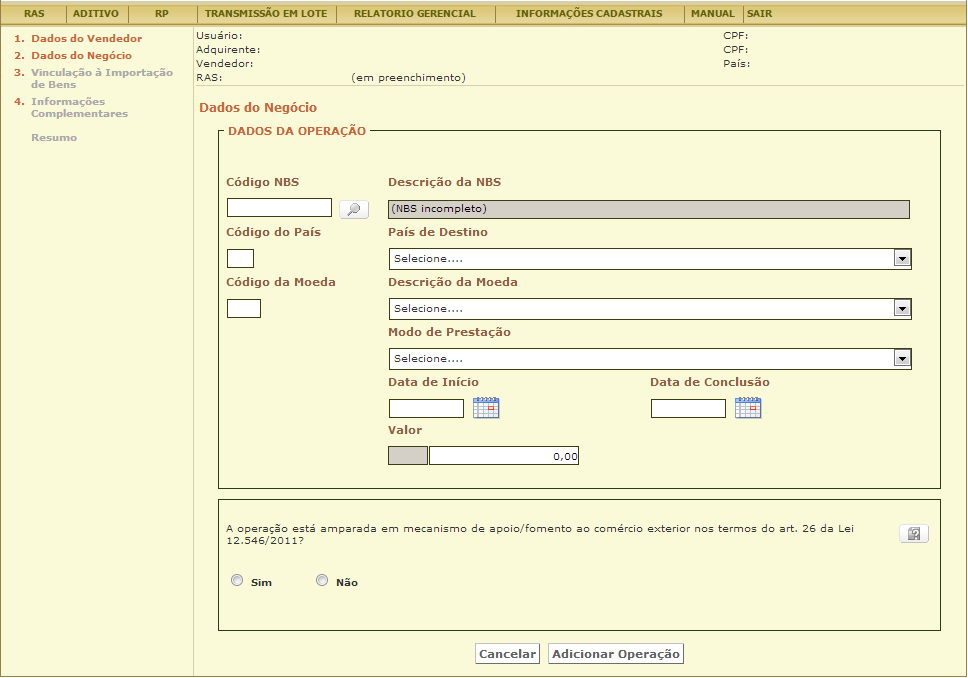 RAS ADITIVO RP TRANSMISSÃO EM LOTE RELATORIO GERENCIAL INFORMAÇÕES CADASTRAIS MANUAL SAIR
1. Dados do Vendedor
2. Dados do Negócio
3. Vinculação à Importação
de Bens
4. Informações
Complementares
Resumo
Usuário: CPF:
Adquirente: CPF:
Vendedor: País:
RAS: (em preenchimento)
Dados do Negócio
DADOS DA OPERAÇÃO
Código NBS Descrição da NBS
(NBS incompleto)
Código do País País de Destino
Selecione....
Código da Moeda Descrição da Moeda
Selecione....
Modo de Prestação
Selecione....
Data de Início Data de Conclusão
Valor
0,00
A operação está amparada em mecanismo de apoio/fomento ao comércio exterior nos termos do art. 26 da Lei
12.546/2011?
Sim Não
Cancelar Adicionar Operação